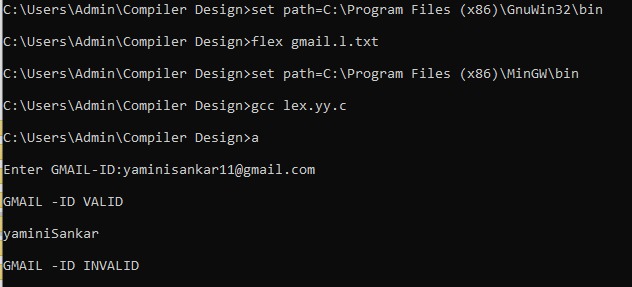 C:\Users\Admin\Compiler Design>set path=C:\Program Files (x86)\GnuWin32\bin
C:\Users\Admin\Compiler Design>flex gmail.l.txt
C:\Users\Admin\Compiler Design>set path=C:\Program Files (x86)\MinGW\bin
C:\Users\Admin\Compiler Design>gcc lex.yy.c
C:\Users\Admin\Compiler Design>a
Enter GMAIL-ID:yaminisankar11@gmail.com
GMAIL -ID VALID
yaminiSankar
GMAIL -ID INVALID